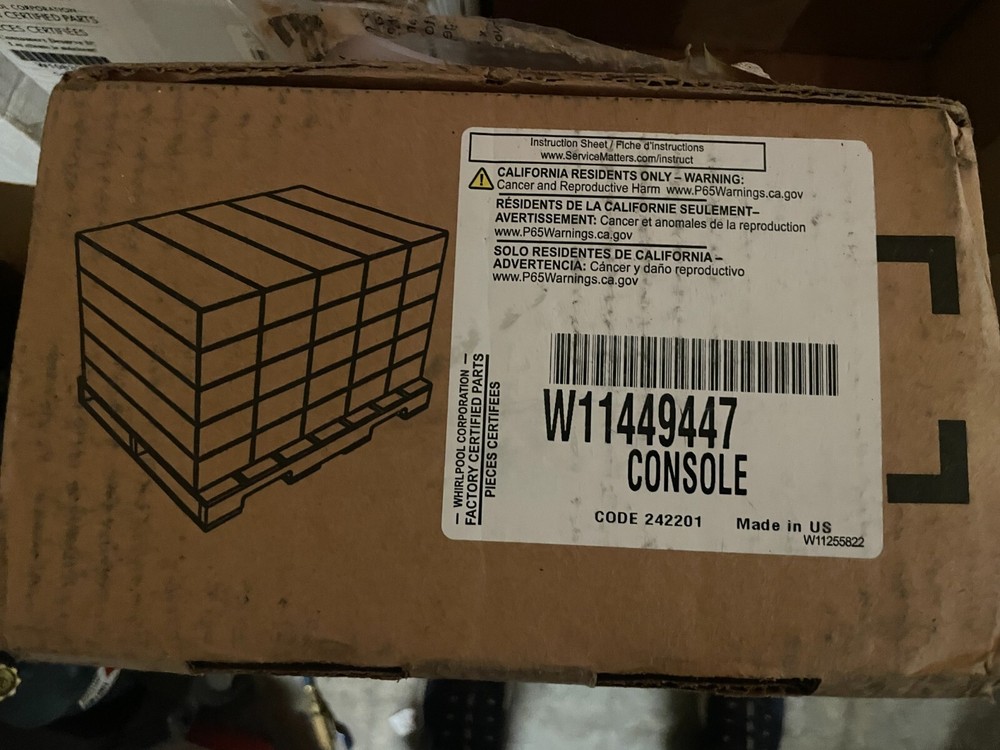 L CORPORATION
N CERTIFIED PARTS
ECES CERTIFIÉES
Instruction Sheet / Fiche d'instructions
www.ServiceMatters.com/instruct
CALIFORNIA RESIDENTS ONLY – WARNING:
Cancer and Reproductive Harm www.P65Warnings.ca.gov
RÉSIDENTS DE LA CALIFORNIE SEULEMENT–
AVERTISSEMENT: Cancer et anomales de la reproduction
www.P65Warnings.ca.gov
SOLO RESIDENTES DE CALIFORNIA –
ADVERTENCIA: Cáncer y daño reproductivo
www.P65Warnings.ca.gov
— WHIRLPOOL CORPORATION —
FACTORY CERTIFIED PARTS
PIECES CERTIFEES
W11449447
CONSOLE
CODE 242201 Made in US
W11255822